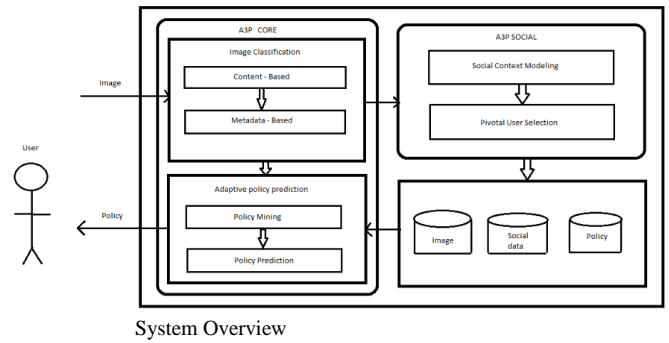 A3P CORE
Image Classification
Content - Based
Metadata - Based
Adaptive policy prediction
Policy Mining
Policy Prediction
A3P SOCIAL
Social Context Modeling
Pivotal User Selection
Image
Social
data
Policy
Image
User
Policy
System Overview